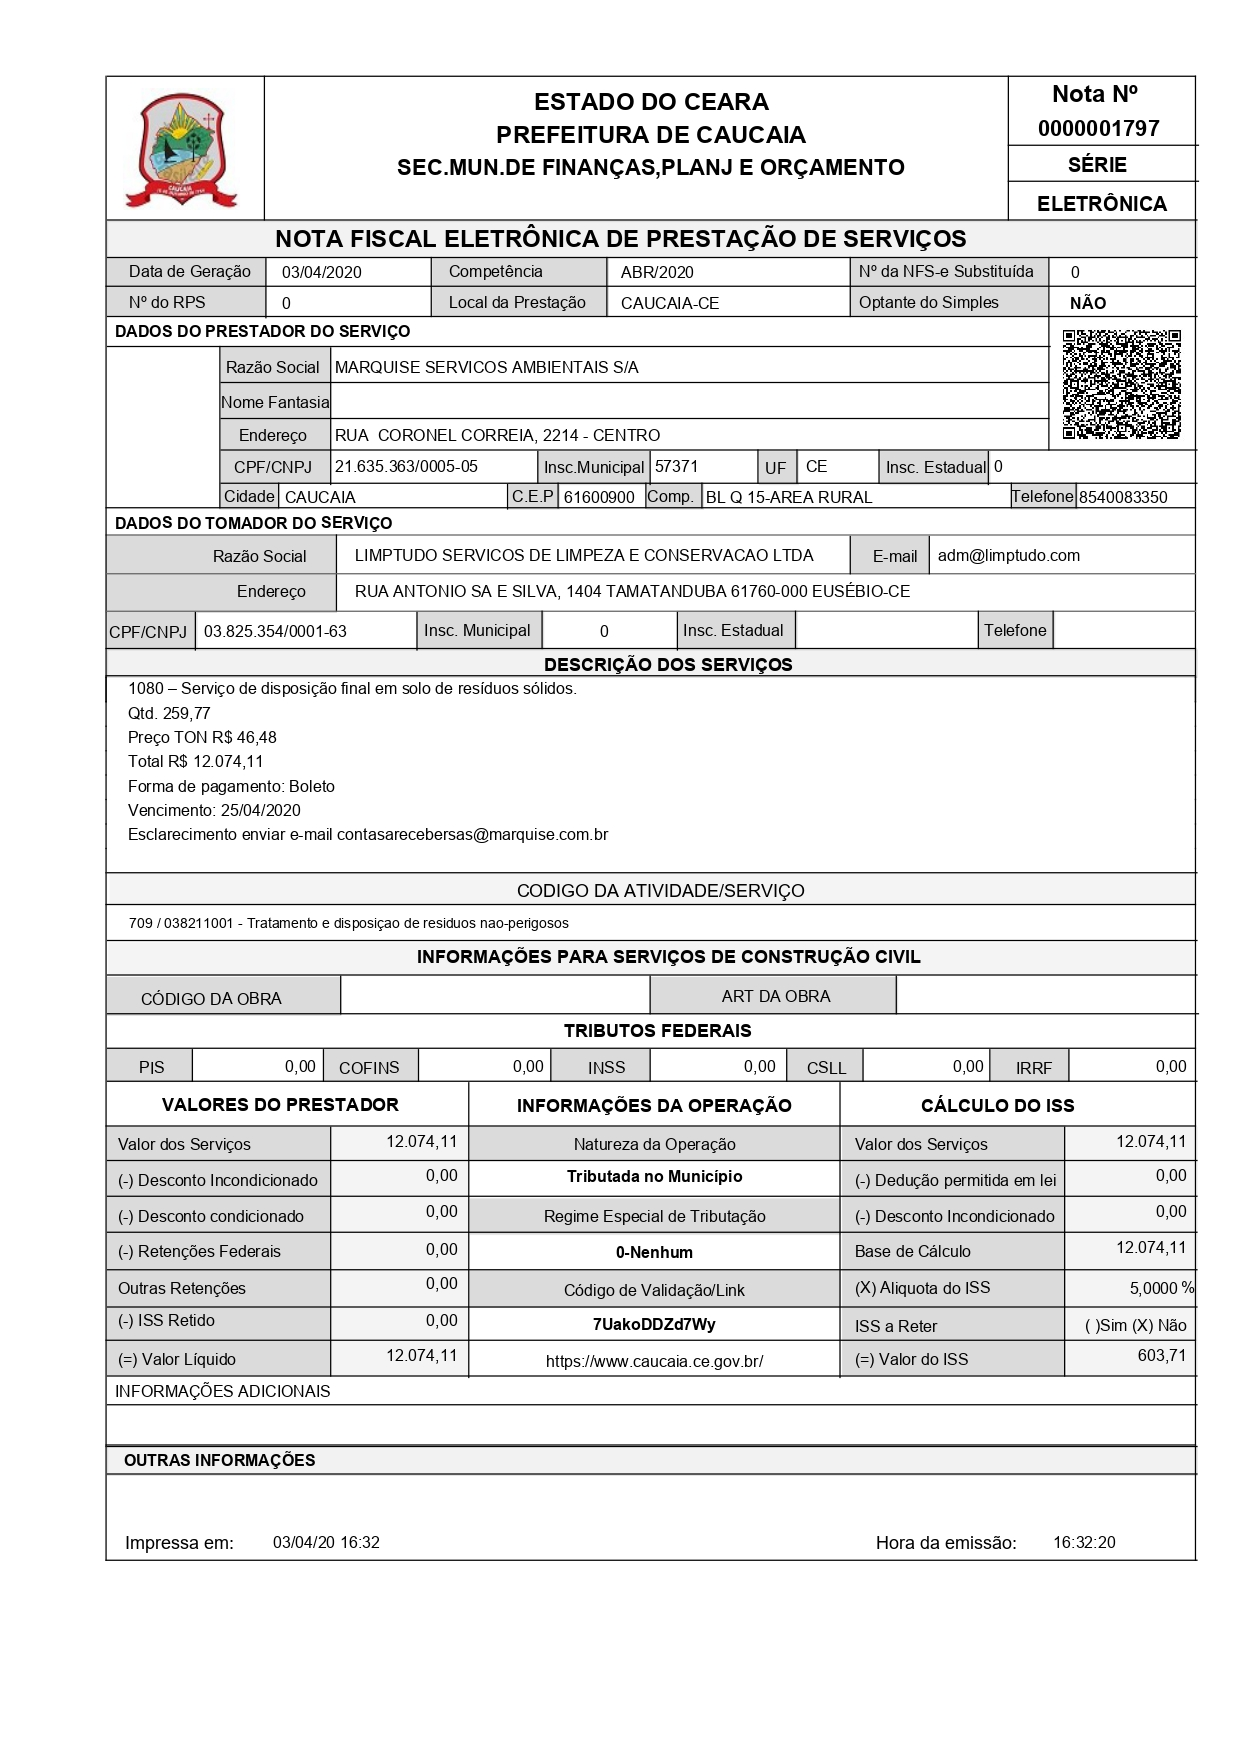 ESTADO DO CEARA
PREFEITURA DE CAUCAIA
SEC.MUN.DE FINANÇAS,PLANJ E ORÇAMENTO
Nota Nº
0000001797
SÉRIE
ELETRÔNICA
CAUCAIA
NOTA FISCAL ELETRÔNICA DE PRESTAÇÃO DE SERVIÇOS
Data de Geração 03/04/2020 Competência ABR/2020 Nº da NFS-e Substituída 0
Nº do RPS 0 Local da Prestação CAUCAIA-CE Optante do Simples NÃO
DADOS DO PRESTADOR DO SERVIÇO
Razão Social MARQUISE SERVICOS AMBIENTAIS S/A
Nome Fantasia
Endereço RUA CORONEL CORREIA, 2214 - CENTRO
CPF/CNPJ 21.635.363/0005-05 Insc.Municipal 57371 UF CE Insc. Estadual 0
Cidade CAUCAIA C.E.P 61600900 Comp. BL Q 15-AREA RURAL Telefone 8540083350
DADOS DO TOMADOR DO SERVIÇO
Razão Social LIMPTUDO SERVICOS DE LIMPEZA E CONSERVACAO LTDA E-mail adm@limptudo.com
Endereço RUA ANTONIO SA E SILVA, 1404 TAMATANDUBA 61760-000 EUSÉBIO-CE
CPF/CNPJ 03.825.354/0001-63 Insc. Municipal 0 Insc. Estadual Telefone
DESCRIÇÃO DOS SERVIÇOS
1080 – Serviço de disposição final em solo de resíduos sólidos.
Qtd. 259,77
Preço TON R$ 46,48
Total R$ 12.074,11
Forma de pagamento: Boleto
Vencimento: 25/04/2020
Esclarecimento enviar e-mail contasarecebersas@marquise.com.br
CODIGO DA ATIVIDADE/SERVIÇO
709 / 038211001 - Tratamento e disposiçao de residuos nao-perigosos
INFORMAÇÕES PARA SERVIÇOS DE CONSTRUÇÃO CIVIL
CÓDIGO DA OBRA ART DA OBRA
TRIBUTOS FEDERAIS
PIS 0,00 COFINS 0,00 INSS 0,00 CSLL 0,00 IRRF 0,00
VALORES DO PRESTADOR INFORMAÇÕES DA OPERAÇÃO CÁLCULO DO ISS
Valor dos Serviços 12.074,11 Natureza da Operação Valor dos Serviços 12.074,11
(-) Desconto Incondicionado 0,00 Tributada no Município (-) Dedução permitida em lei 0,00
(-) Desconto condicionado 0,00 Regime Especial de Tributação (-) Desconto Incondicionado 0,00
(-) Retenções Federais 0,00 0-Nenhum Base de Cálculo 12.074,11
Outras Retenções 0,00 Código de Validação/Link (X) Aliquota do ISS 5,0000 %
(-) ISS Retido 0,00 7UakoDDZd7Wy ISS a Reter ( )Sim (X) Não
(=) Valor Líquido 12.074,11 https://www.caucaia.ce.gov.br/ (=) Valor do ISS 603,71
INFORMAÇÕES ADICIONAIS
OUTRAS INFORMAÇÕES
Impressa em: 03/04/20 16:32 Hora da emissão: 16:32:20